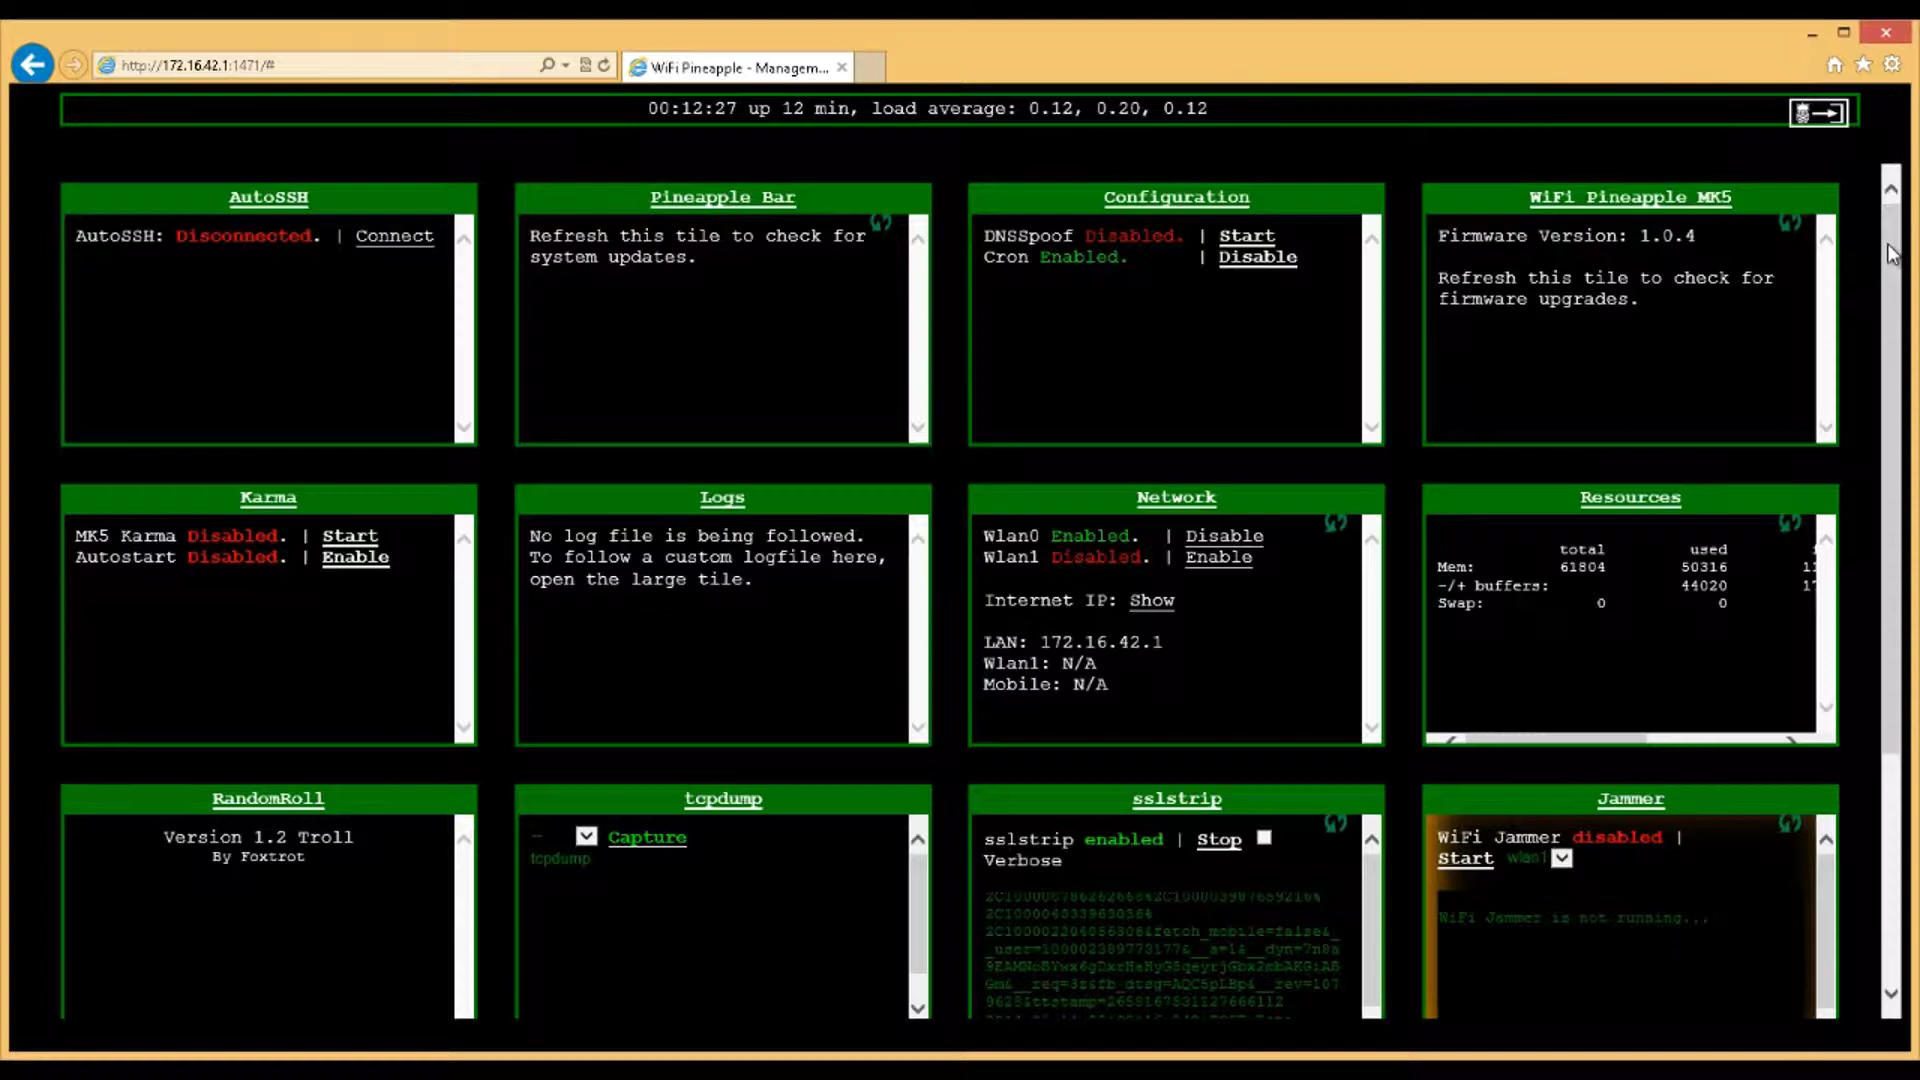 http://172.16.42.1:1471/#
WiFi Pineapple - Managem...
00:12:27 up 12 min, load average: 0.12, 0.20, 0.12
AutoSSH
AutoSSH: Disconnected. | Connect
Pineapple Bar
Refresh this tile to check for
system updates.
Configuration
DNSSpoof Disabled. | Start
Cron Enabled. | Disable
WiFi Pineapple MK5
Firmware Version: 1.0.4
Refresh this tile to check for
firmware upgrades.
Karma
MK5 Karma Disabled. | Start
Autostart Disabled. | Enable
Logs
No log file is being followed.
To follow a custom logfile here,
open the large tile.
Network
Wlan0 Enabled. | Disable
Wlan1 Disabled. | Enable
Internet IP: Show
LAN: 172.16.42.1
Wlan1: N/A
Mobile: N/A
Resources
total used
Mem: 61804 50316
-/+ buffers: 44020
Swap: 0 0
RandomRoll
Version 1.2 Troll
By Foxtrot
tcpdump
- Capture
tcpdump
sslstrip
sslstrip enabled | Stop
Verbose
Jammer
WiFi Jammer disabled |
Start wlan1
WiFi Jammer is not running...